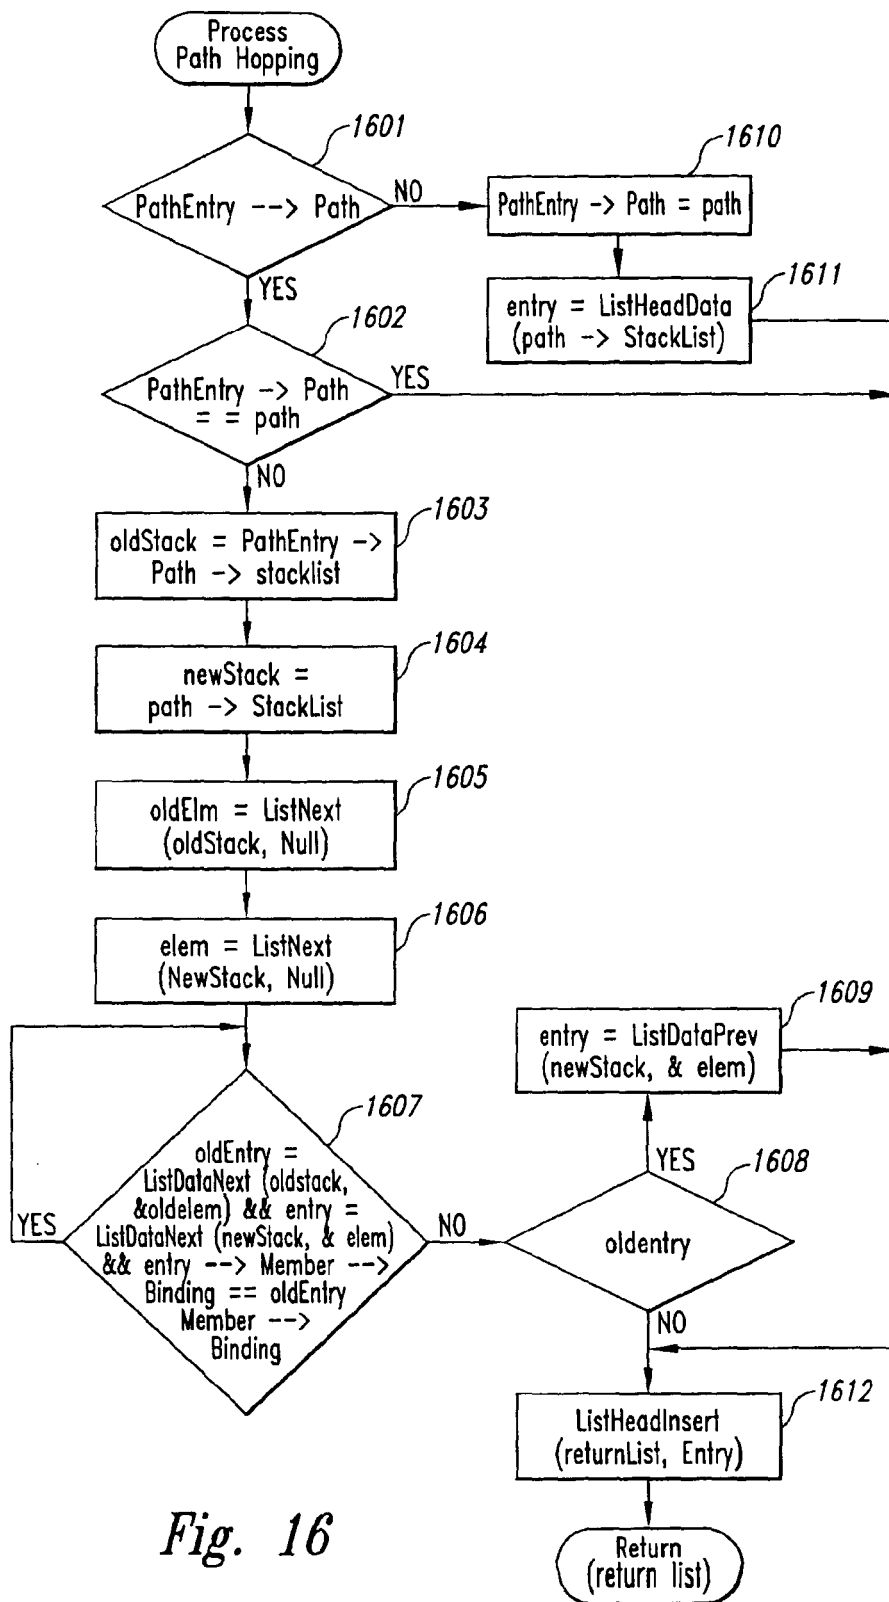 Process
Path Hopping
1601
PathEntry --> Path
NO
YES
1610
PathEntry -> Path = path
1611
entry = ListHeadData
(path -> StackList)
1602
PathEntry -> Path
= = path
YES
NO
1603
oldStack = PathEntry ->
Path -> stacklist
1604
newStack =
path -> StackList
1605
oldElm = ListNext
(oldStack, Null)
1606
elem = ListNext
(NewStack, Null)
1607
oldEntry =
ListDataNext (oldstack,
&oldelem) && entry =
ListDataNext (newStack, & elem)
&& entry --> Member -->
Binding == oldEntry
Member -->
Binding
YES
NO
1608
oldentry
YES
NO
1609
entry = ListDataPrev
(newStack, & elem)
1612
ListHeadInsert
(returnList, Entry)
Return
(return list)
Fig. 16